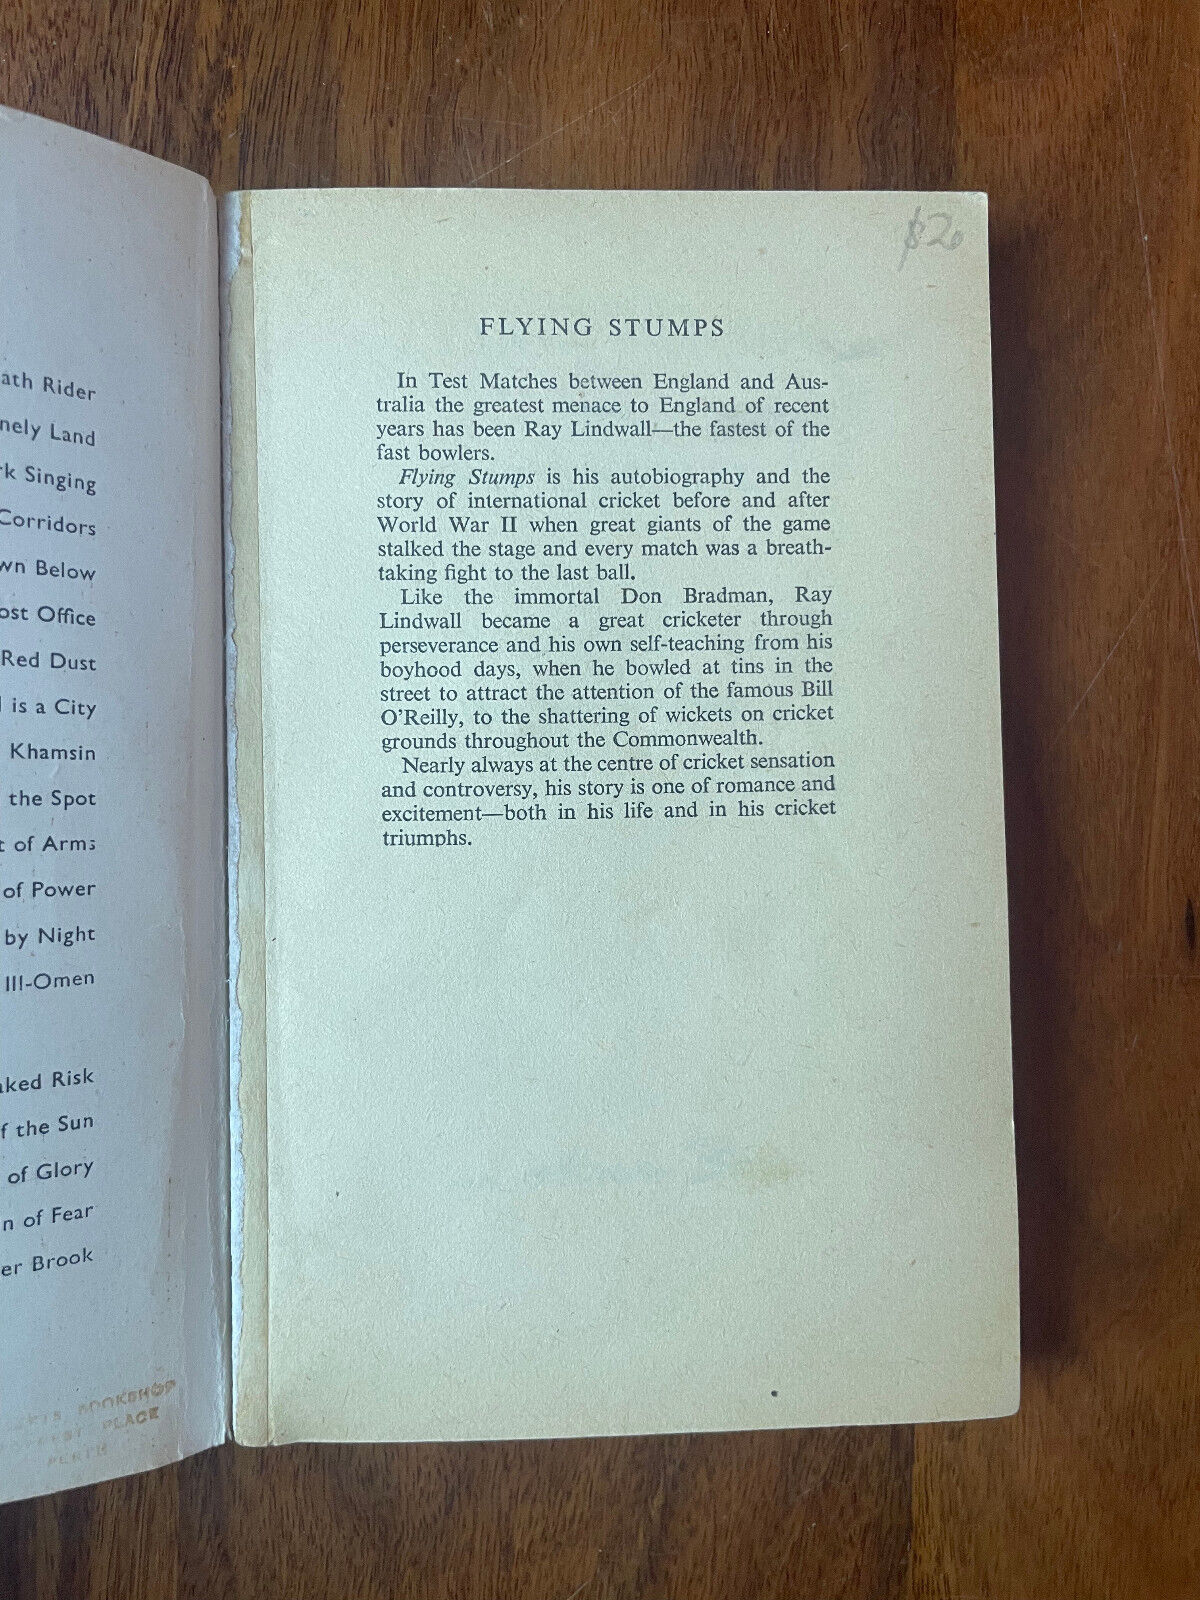 ath Rider
nely Land
rk Singing
Corridors
wn Below
ost Office
Red Dust
is a City
Khamsin
the Spot
t of Arms
of Power
by Night
Ill-Omen
ked Risk
f the Sun
of Glory
n of Fear
er Brook
BOOKSHOP
PLACE
PERTH
$20
FLYING STUMPS
In Test Matches between England and Aus-
tralia the greatest menace to England of recent
years has been Ray Lindwall—the fastest of the
fast bowlers.
Flying Stumps is his autobiography and the
story of international cricket before and after
World War II when great giants of the game
stalked the stage and every match was a breath-
taking fight to the last ball.
Like the immortal Don Bradman, Ray
Lindwall became a great cricketer through
perseverance and his own self-teaching from his
boyhood days, when he bowled at tins in the
street to attract the attention of the famous Bill
O'Reilly, to the shattering of wickets on cricket
grounds throughout the Commonwealth.
Nearly always at the centre of cricket sensation
and controversy, his story is one of romance and
excitement—both in his life and in his cricket
triumphs.